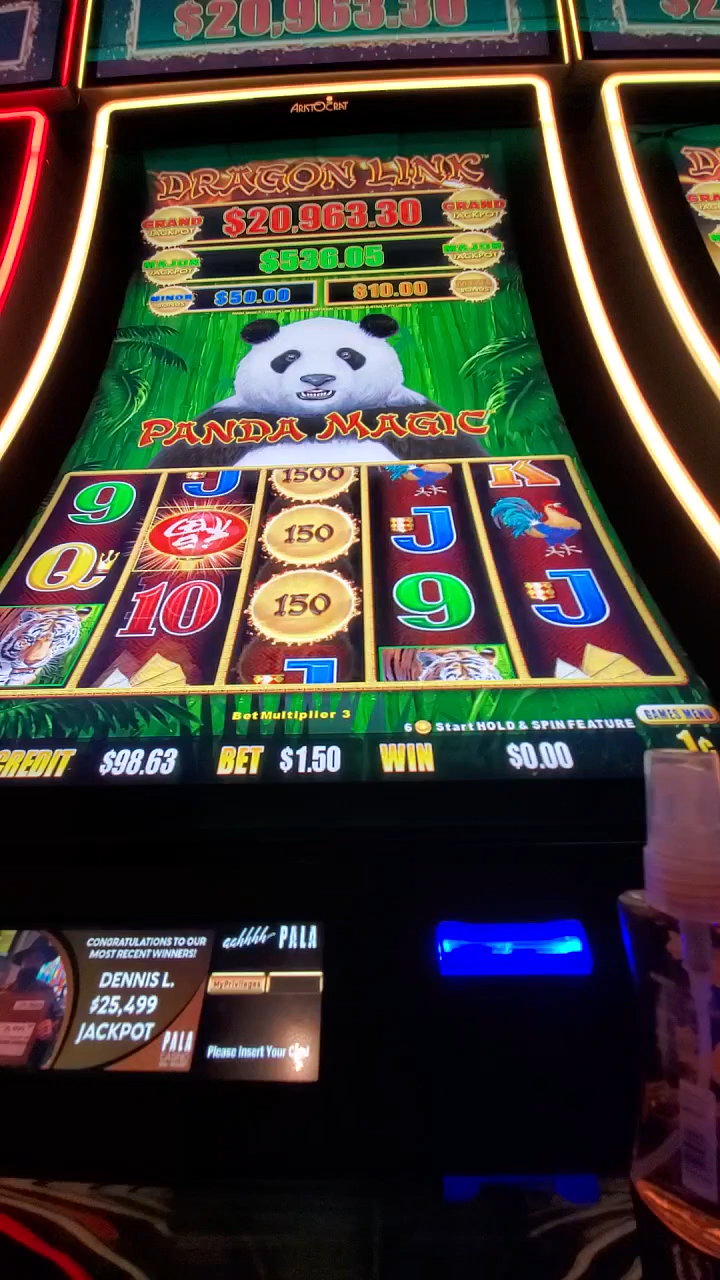 $20,963.30
ARISTOCRAT
DRAGON LINK™
GRAND JACKPOT $20,963.30 GRAND JACKPOT
MAJOR JACKPOT $536.05 MAJOR JACKPOT
MINOR $50.00 $10.00
PANDA MAGIC
9 J 1500 K
150 J
Q 10 150 9 J
J
Bet Multiplier 3
6 Start HOLD & SPIN FEATURE
GAMES MENU
1¢
CREDIT $98.63 BET $1.50 WIN $0.00
CONGRATULATIONS TO OUR
MOST RECENT WINNERS!
DENNIS L.
$25,499
JACKPOT
PALA
aahhhh PALA
MyPrivileges
Please Insert Your Card